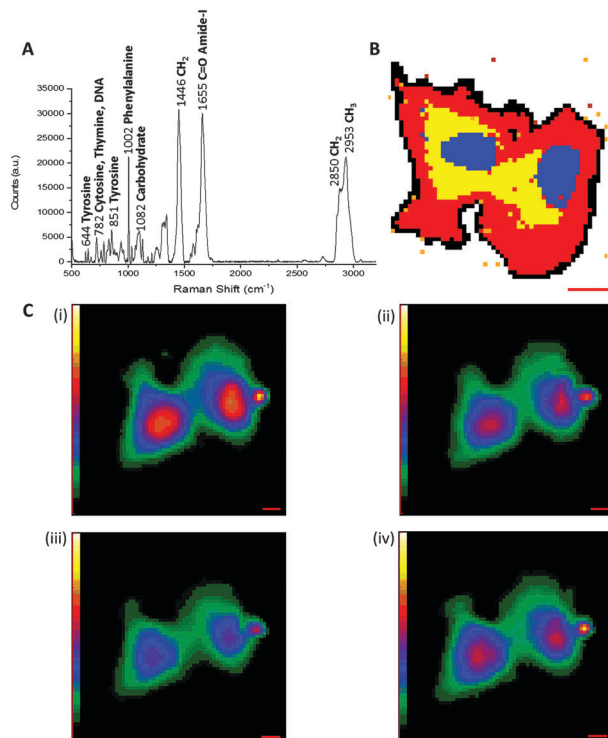 A
B
644 Tyrosine
782 Cytosine, Thymine, DNA
851 Tyrosine
1002 Phenylalanine
1082 Carbohydrate
1446 CH₂
1655 C=O Amide-I
2850 CH₂
2953 CH₃
Counts (a.u.)
35000
30000
25000
20000
15000
10000
5000
0
500 1000 1500 2000 2500 3000
Raman Shift (cm⁻¹)
C (i)
(ii)
(iii)
(iv)